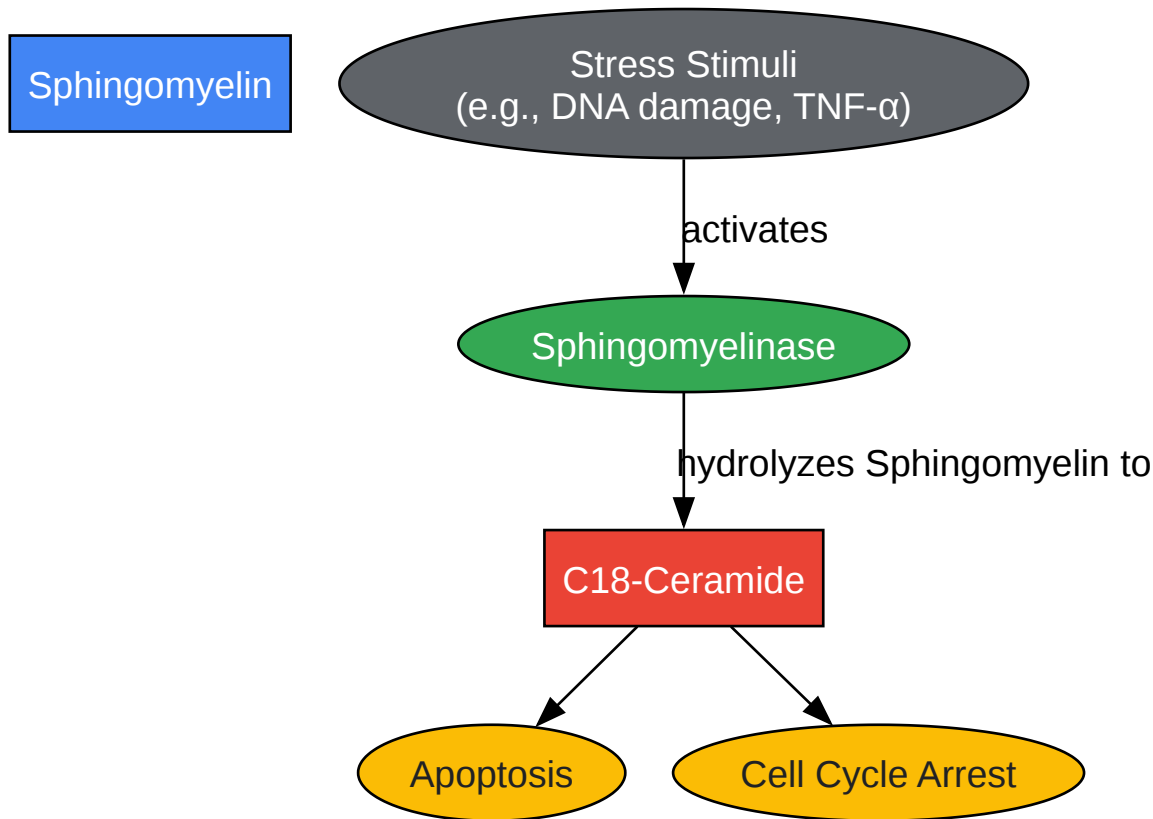 Sphingomyelin
Stress Stimuli
(e.g., DNA damage, TNF-α)
activates
Sphingomyelinase
hydrolyzes Sphingomyelin to
C18-Ceramide
Apoptosis
Cell Cycle Arrest